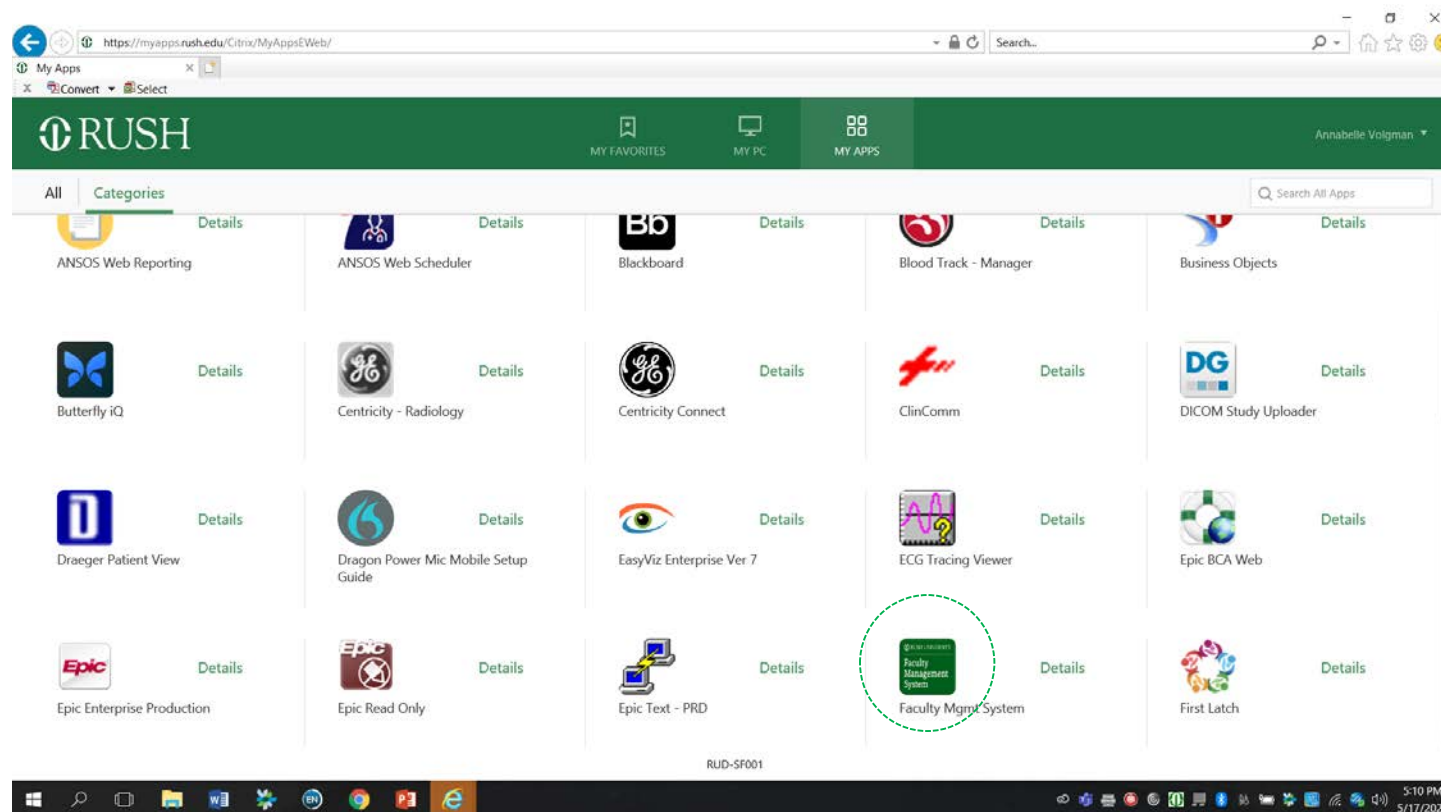 https://myapps.rush.edu/Citrix/MyAppsEWeb/
Search...
My Apps
x Convert Select
RUSH
MY FAVORITES
MY PC
MY APPS
Annabelle Volgman
All
Categories
Search All Apps
Details
Details
Details
Details
Details
Bb
ANSOS Web Reporting
ANSOS Web Scheduler
Blackboard
Blood Track - Manager
Business Objects
Details
Details
Details
Details
DG
Details
Butterfly iQ
Centricity - Radiology
Centricity Connect
ClinComm
DICOM Study Uploader
D
Details
Details
Details
Details
Details
Draeger Patient View
Dragon Power Mic Mobile Setup
Guide
EasyViz Enterprise Ver 7
ECG Tracing Viewer
Epic BCA Web
Epic
Details
Epic
Details
Details
RUSH UNIVERSITY
Faculty
Management
System
Details
Details
Epic Enterprise Production
Epic Read Only
Epic Text - PRD
Faculty Mgmt System
First Latch
RUD-SF001
EN
5:10 PM